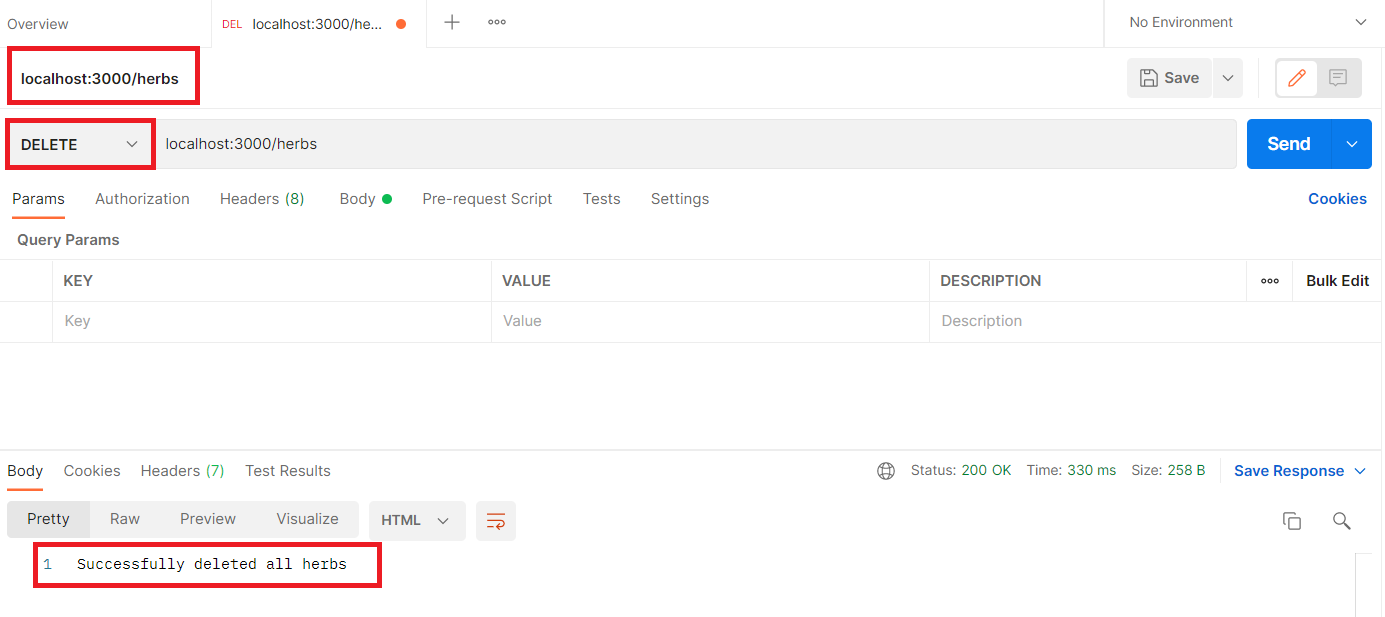 Overview DEL localhost:3000/he... No Environment
localhost:3000/herbs Save
DELETE localhost:3000/herbs Send
Params Authorization Headers (8) Body Pre-request Script Tests Settings Cookies
Query Params
KEY VALUE DESCRIPTION Bulk Edit
Key Value Description
Body Cookies Headers (7) Test Results Status: 200 OK Time: 330 ms Size: 258 B Save Response
Pretty Raw Preview Visualize HTML
1 Successfully deleted all herbs